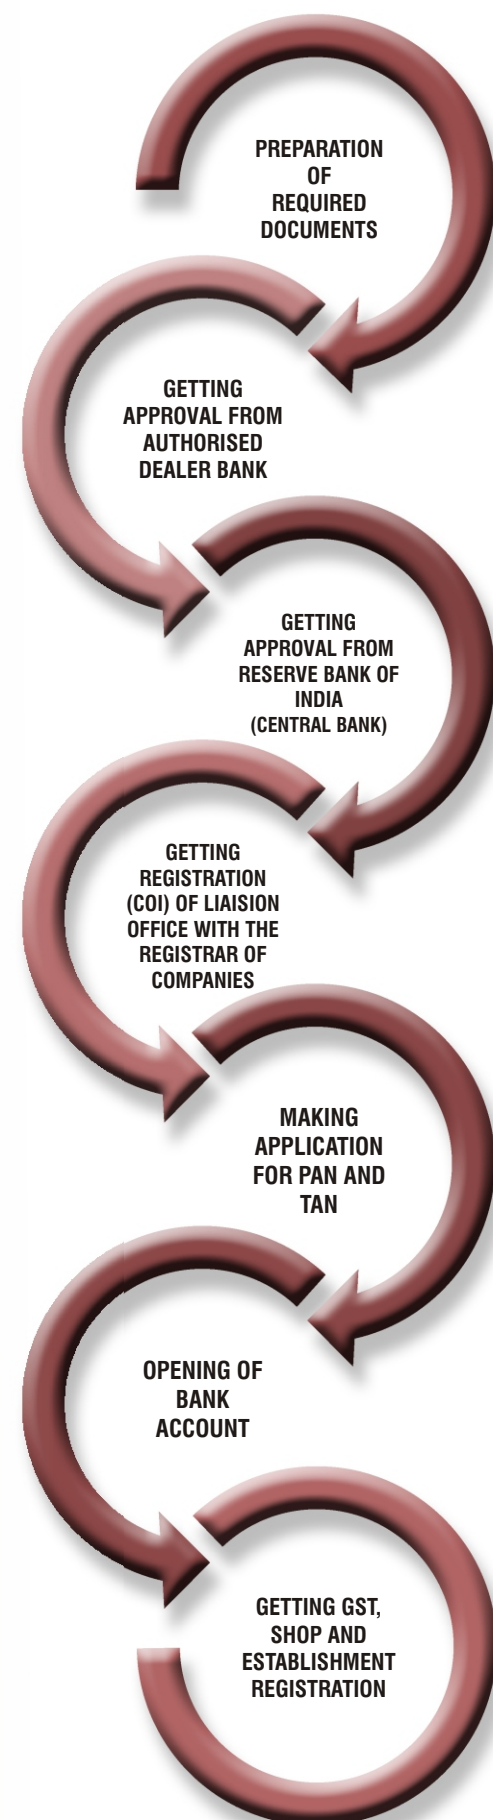 PREPARATION
OF
REQUIRED
DOCUMENTS
GETTING
APPROVAL FROM
AUTHORISED
DEALER BANK
GETTING
APPROVAL FROM
RESERVE BANK OF
INDIA
(CENTRAL BANK)
GETTING
REGISTRATION
(COI) OF LIAISION
OFFICE WITH THE
REGISTRAR OF
COMPANIES
MAKING
APPLICATION
FOR PAN AND
TAN
OPENING OF
BANK
ACCOUNT
GETTING GST,
SHOP AND
ESTABLISHMENT
REGISTRATION